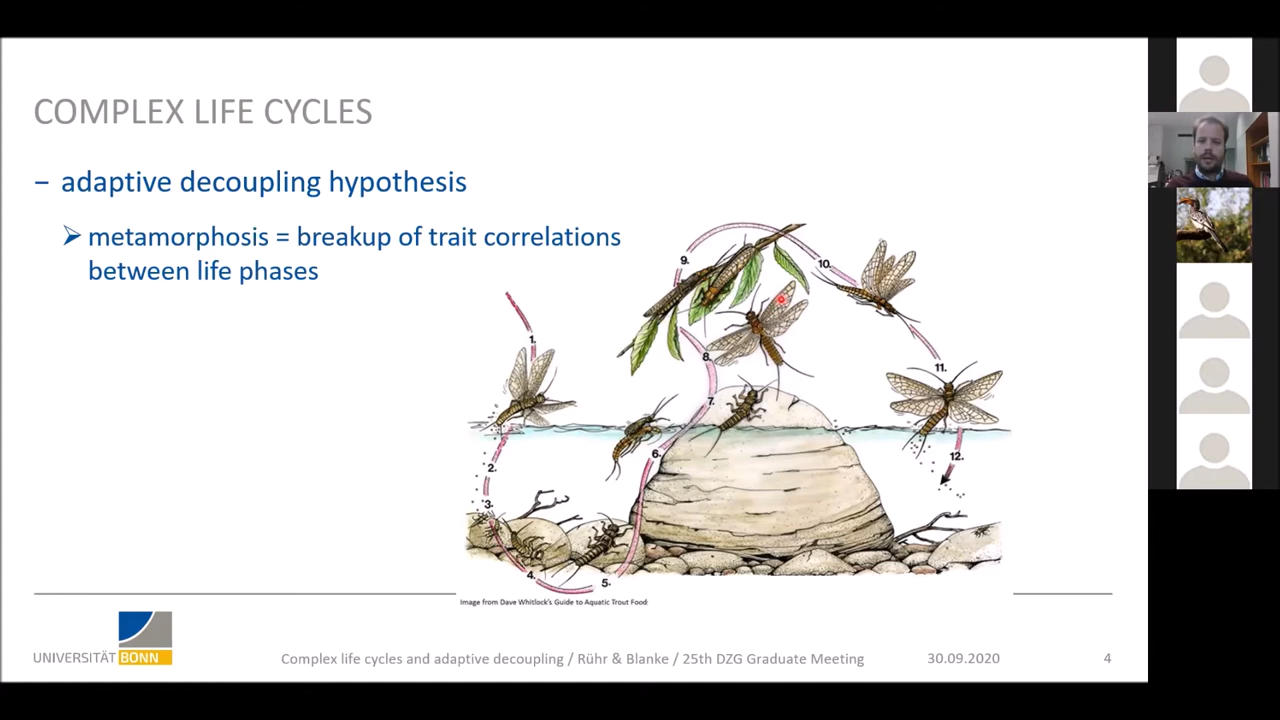 COMPLEX LIFE CYCLES
– adaptive decoupling hypothesis
➢ metamorphosis = breakup of trait correlations
between life phases
1.
2.
3.
4.
5.
6.
7.
8.
9.
10.
11.
12.
Image from Dave Whitlock's Guide to Aquatic Trout Food:
UNIVERSITÄT BONN
Complex life cycles and adaptive decoupling / Rühr & Blanke / 25th DZG Graduate Meeting
30.09.2020
4